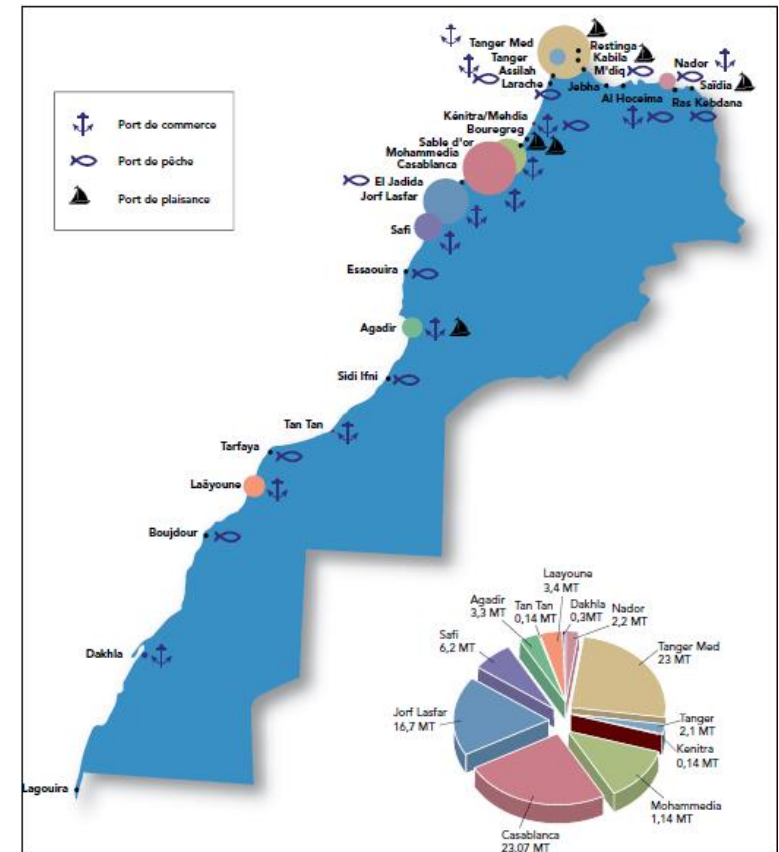 Tanger Med
Tanger
Assilah
Larache
Restinga
Kabila
M'diq
Nador
Saïdia
Jebha
Al Hoceima
Ras Kebdana
Port de commerce
Port de pêche
Port de plaisance
Kénitra/Mehdia
Bouregreg
Sable d'or
Mohammedia
Casablanca
El Jadida
Jorf Lasfar
Safi
Essaouira
Agadir
Sidi Ifni
Tan Tan
Tarfaya
Laâyoune
Boujdour
Dakhla
Lagouira
Laayoune
3,4 MT
Agadir
3,3 MT
Tan Tan
0,14 MT
Dakhla
0,3MT
Nador
2,2 MT
Safi
6,2 MT
Tanger Med
23 MT
Jorf Lasfar
16,7 MT
Tanger
2,1 MT
Kenitra
0,14 MT
Mohammedia
1,14 MT
Casablanca
23,07 MT